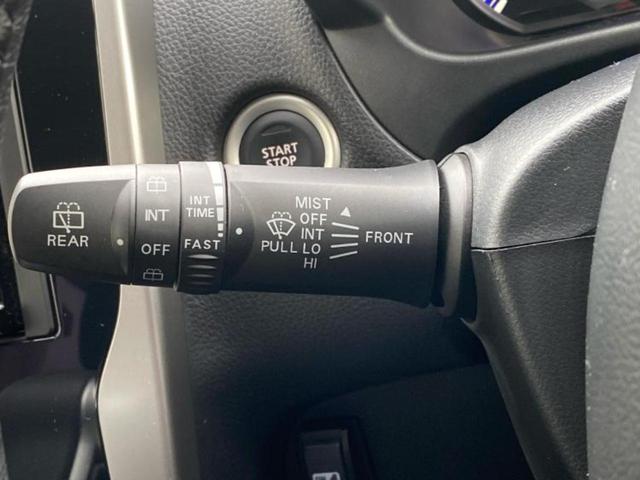 START
STOP
REAR
INT
OFF
INT
TIME
FAST
MIST
OFF
INT
PULL LO
HI
FRONT